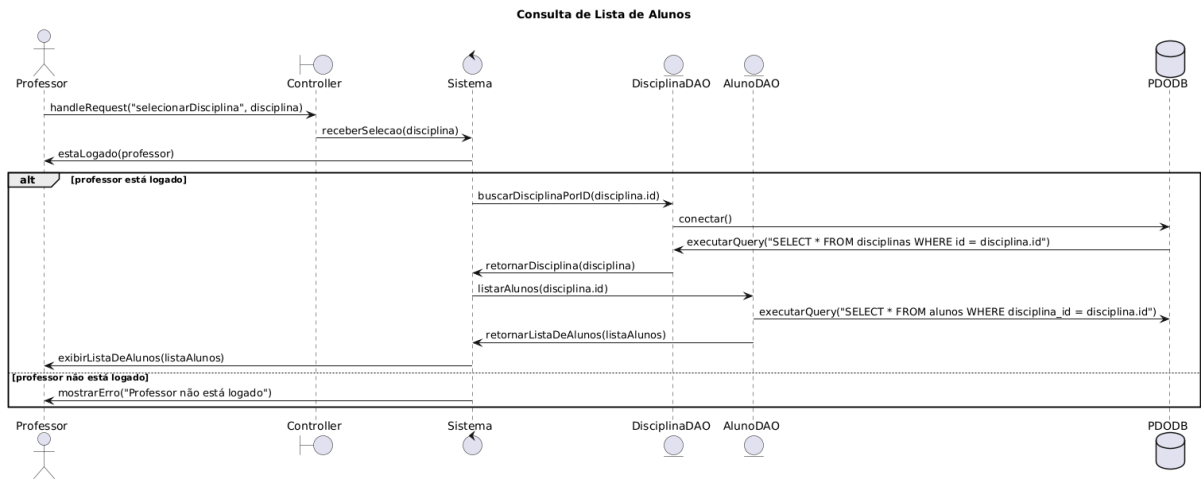 Consulta de Lista de Alunos
Professor
Controller
Sistema
DisciplinaDAO
AlunoDAO
PDODB
handleRequest("selecionarDisciplina", disciplina)
receberSelecao(disciplina)
estaLogado(professor)
alt
[professor está logado]
buscarDisciplinaPorID(disciplina.id)
conectar()
executarQuery("SELECT * FROM disciplinas WHERE id = disciplina.id")
retornarDisciplina(disciplina)
listarAlunos(disciplina.id)
executarQuery("SELECT * FROM alunos WHERE disciplina_id = disciplina.id")
retornarListaDeAlunos(listaAlunos)
exibirListaDeAlunos(listaAlunos)
[professor não está logado]
mostrarErro("Professor não está logado")
Professor
Controller
Sistema
DisciplinaDAO
AlunoDAO
PDODB